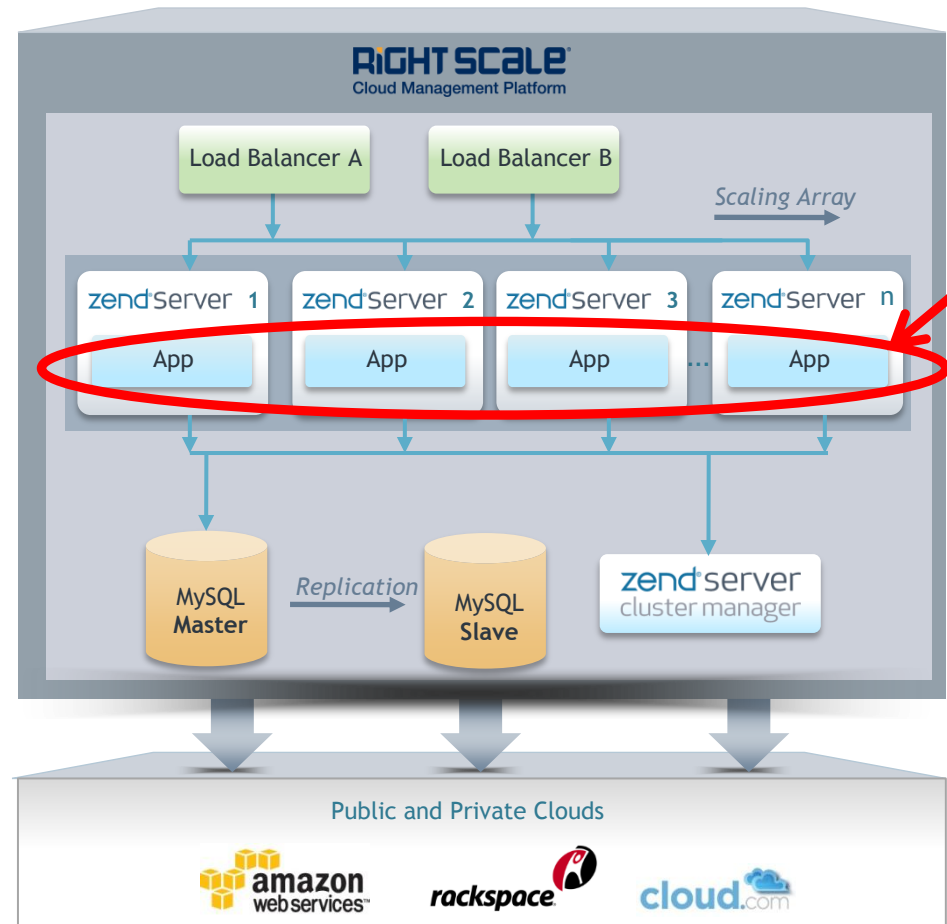 RiGHT SCaLe
Cloud Management Platform
Load Balancer A
Load Balancer B
Scaling Array
zend server 1
zend server 2
zend server 3
zend server n
App
App
App
...
App
MySQL
Master
Replication
MySQL
Slave
zend server
cluster manager
Public and Private Clouds
amazon
web services™
rackspace
cloud.com